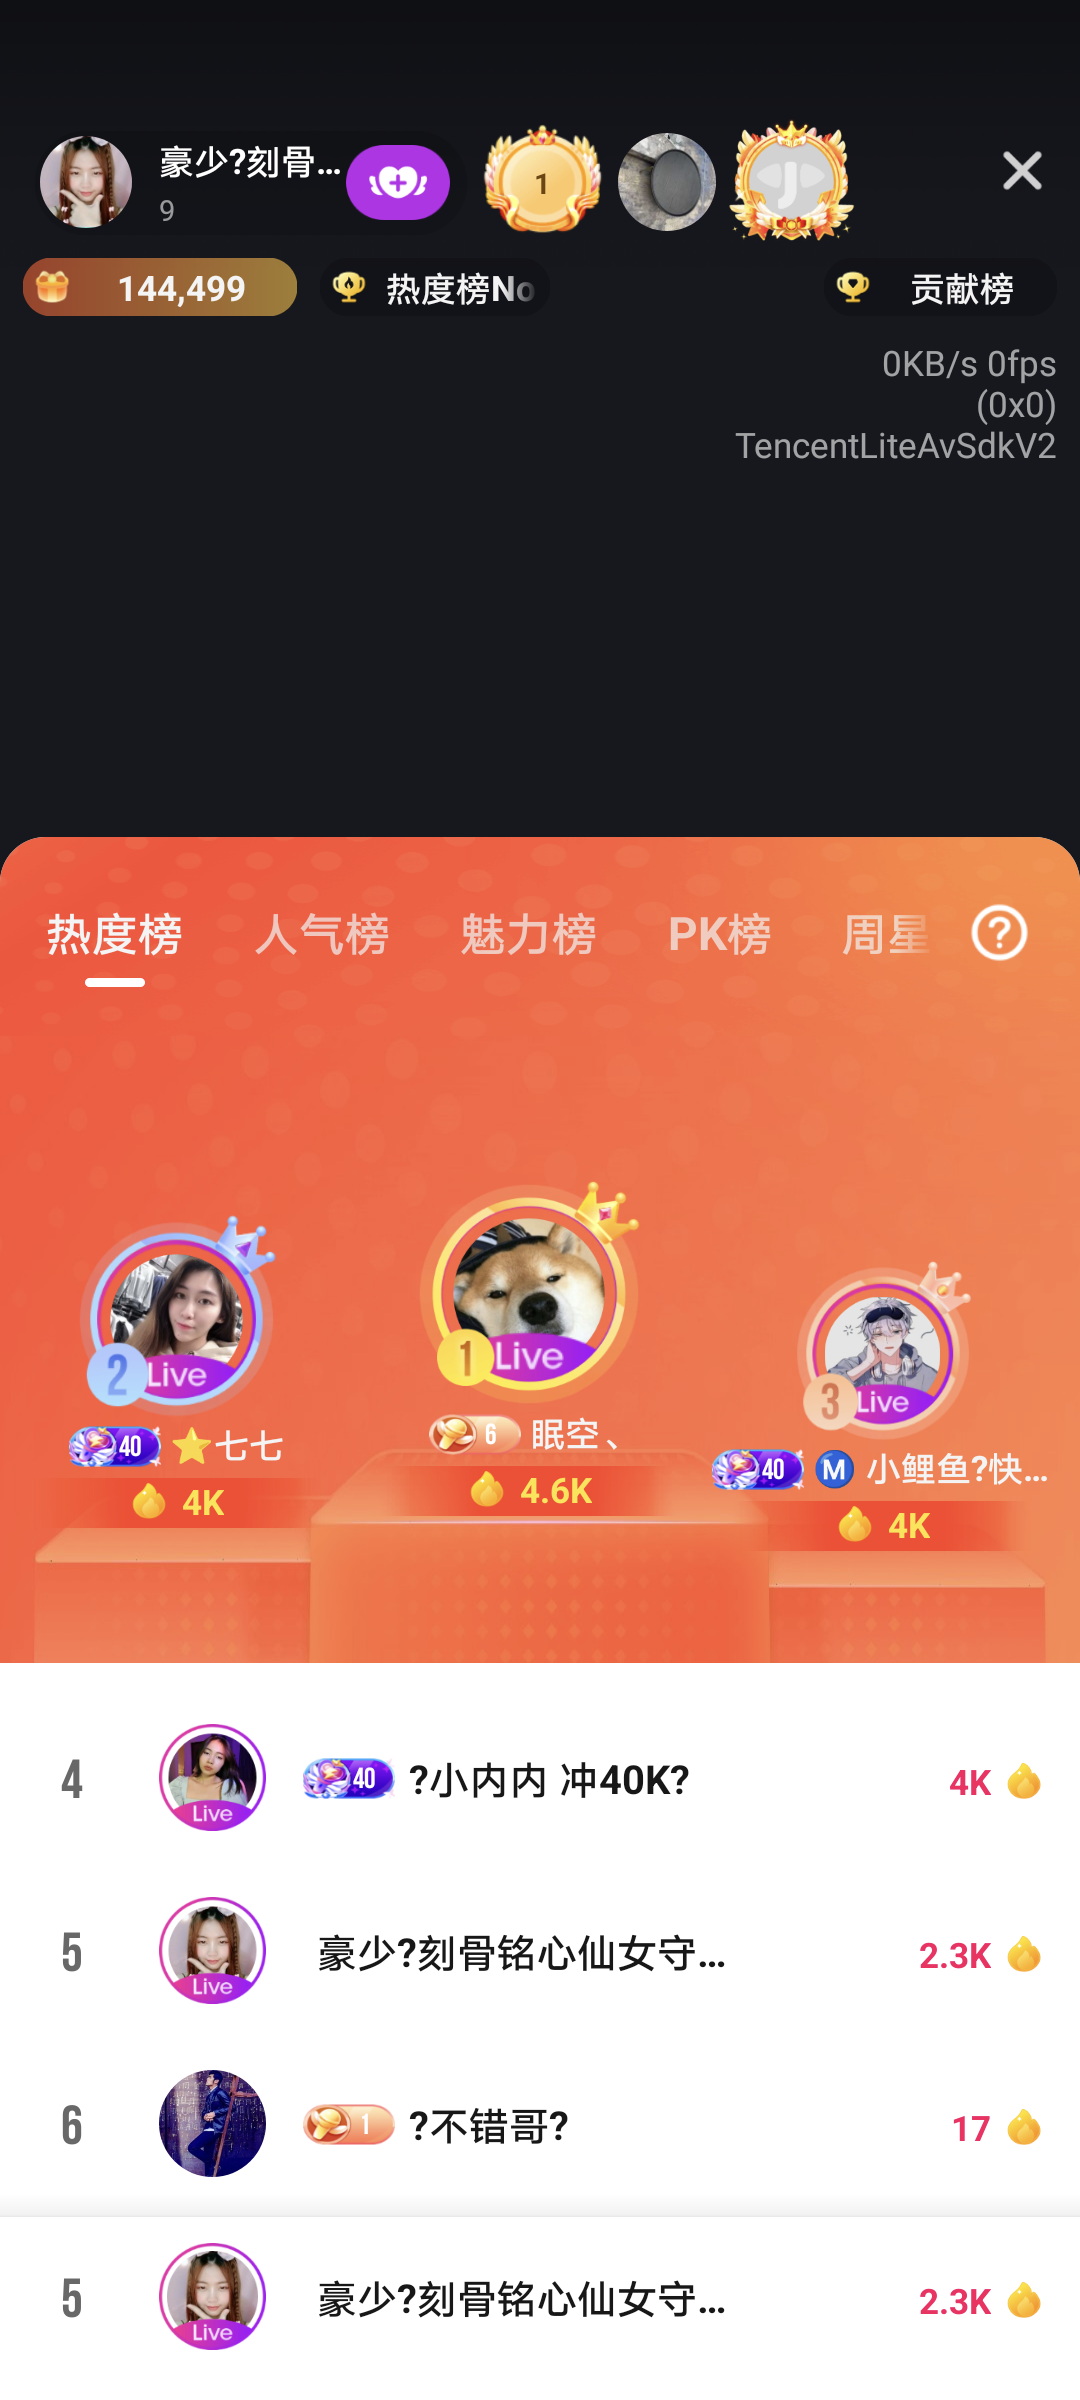 豪少?刻骨...
9
1
144,499
热度榜No
贡献榜
0KB/s 0fps
(0x0)
TencentLiteAvSdkV2
热度榜 人气榜 魅力榜 PK榜 周星
?
2 Live
1 Live
3 Live
40 ⭐七七
6 眠空、
40 Ⓜ️ 小鲤鱼?快...
4K
4.6K
4K
4 Live 40 ?小内内 冲40K? 4K
5 Live 豪少?刻骨铭心仙女守... 2.3K
6 1 ?不错哥? 17
5 Live 豪少?刻骨铭心仙女守... 2.3K